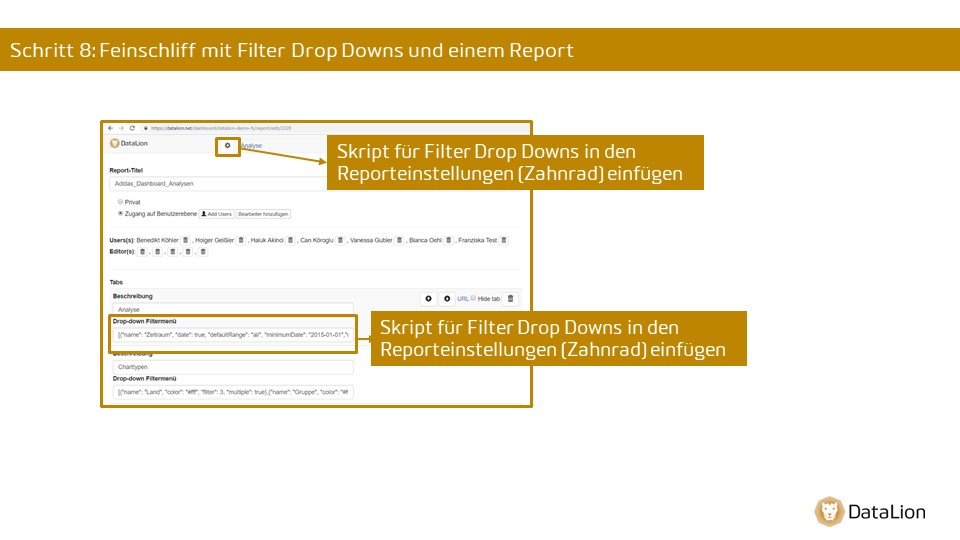 Schritt 8: Feinschliff mit Filter Drop Downs und einem Report
https://datalion.net/dashboard/datalion-demo-fs/report/edit/2228
DataLion
Analyse
Skript für Filter Drop Downs in den
Reporteinstellungen (Zahnrad) einfügen
Report-Titel
Adidas_Dashboard_Analysen
Privat
Zugang auf Benutzerebene Add Users Bearbeiter hinzufügen
Users(s): Benedikt Köhler , Holger Geißler , Haluk Akinci , Can Köroglu , Vanessa Gubier , Bianca Oehl , Franziska Test
Editor(s): , , , ,
Tabs
Beschreibung
URL Hide tab
Analyse
Drop-down Filtermenü
[{"name": "Zeitraum", "date": true, "defaultRange": "all", "minimumDate": "2015-01-01","
Skript für Filter Drop Downs in den
Reporteinstellungen (Zahnrad) einfügen
Beschreibung
Charttypen
Drop-down Filtermenü
[{"name": "Land", "color": "#fff", "filter": 3, "multiple": true},{"name": "Gruppe", "color": "#f
DataLion